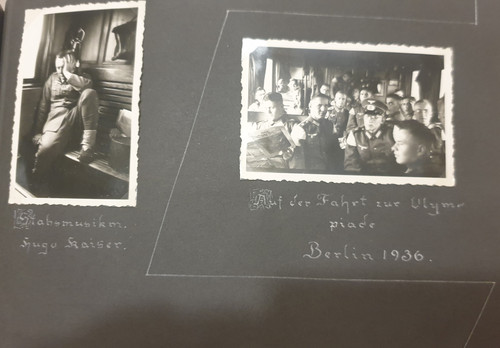 Stabsmusikm.
Hugo Kaiser.
Auf der Fahrt zur Olym-
piade
Berlin 1936.